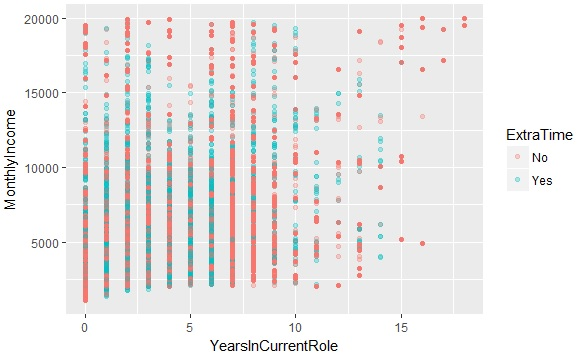 20000
15000
10000
5000
MonthlyIncome
0 5 10 15
YearsInCurrentRole
ExtraTime
No
Yes